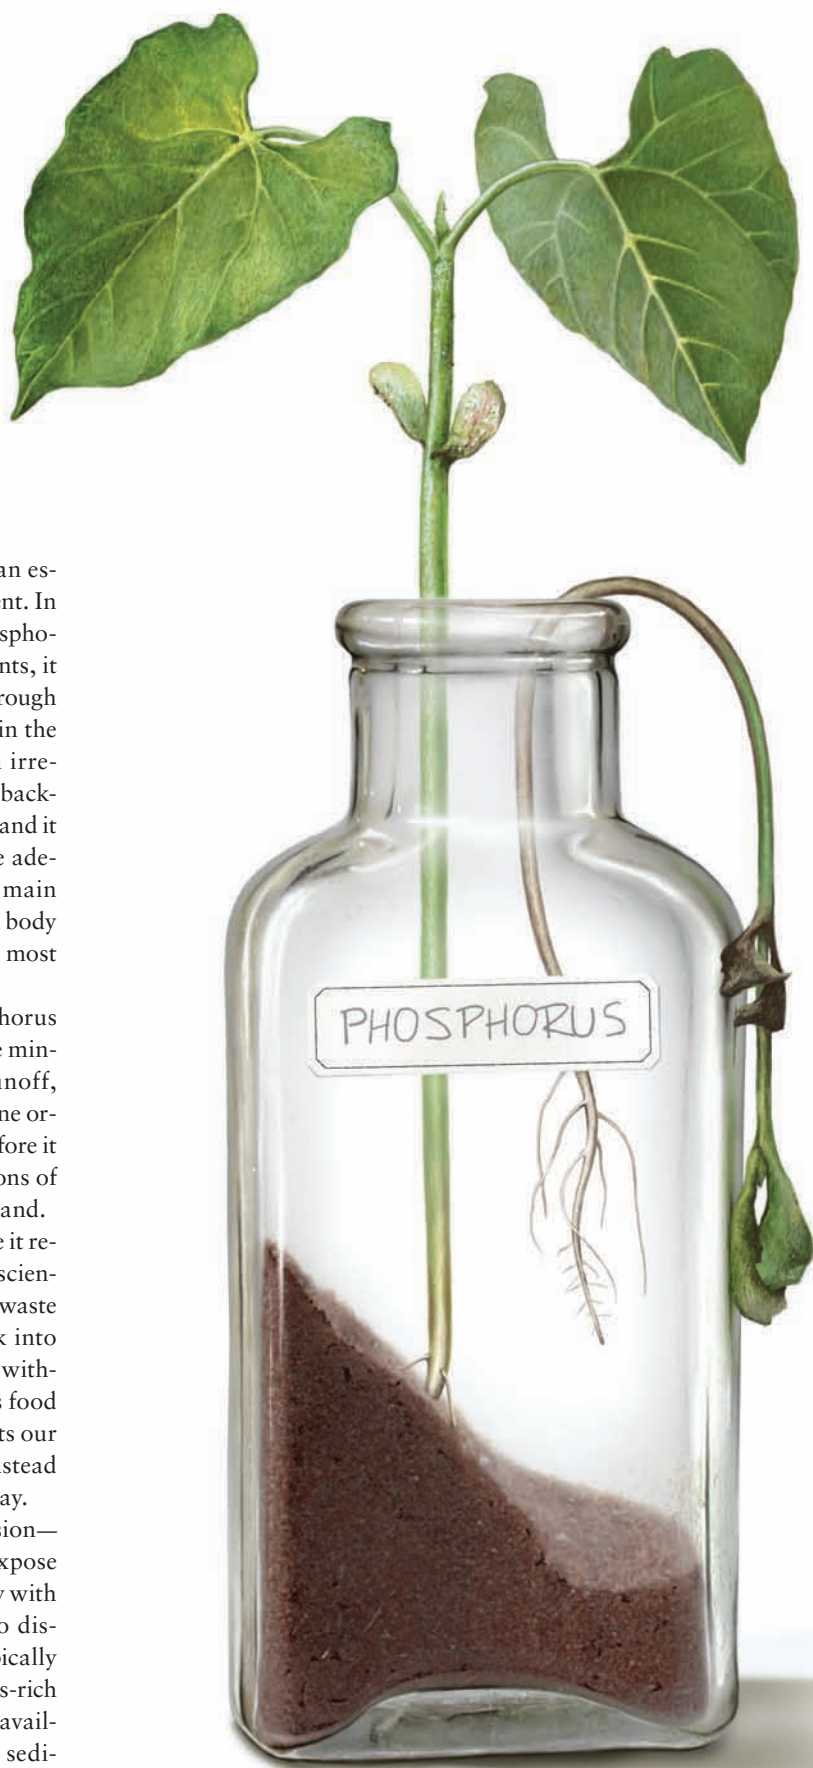 an es-
ent. In
spho-
nts, it
rough
in the
irre-
back-
and it
e ade-
main
body
most
horus
e min-
unoff,
ne or-
fore it
ons of
and.
e it re-
scien-
waste
k into
with-
s food
ts our
stead
ay.
sion—
xpose
y with
o dis-
pically
s-rich
avail-
sedi-
PHOSPHORUS